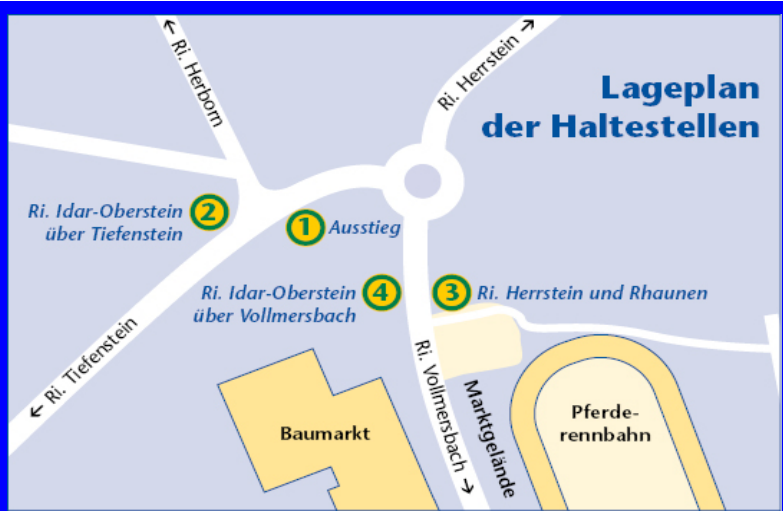 Lageplan
der Haltestellen
← Ri. Herborn
Ri. Herrstein →
Ri. Idar-Oberstein
über Tiefenstein
2
1
Ausstieg
Ri. Idar-Oberstein
über Vollmersbach
4
3
Ri. Herrstein und Rhaunen
← Ri. Tiefenstein
Ri. Vollmersbach →
Marktgelände
Baumarkt
Pferde-
rennbahn